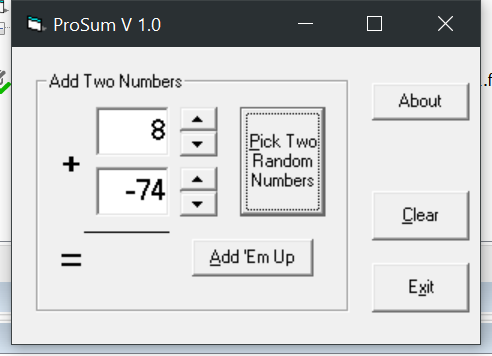 ProSum V 1.0
Add Two Numbers
8
+
-74
=
Pick Two
Random
Numbers
Add 'Em Up
About
Clear
Exit